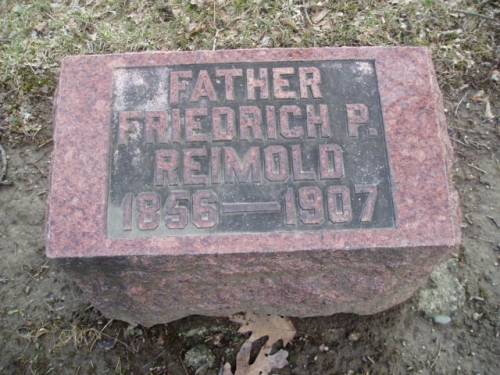 FATHER
FRIEDRICH P.
REIMOLD
1856-1907